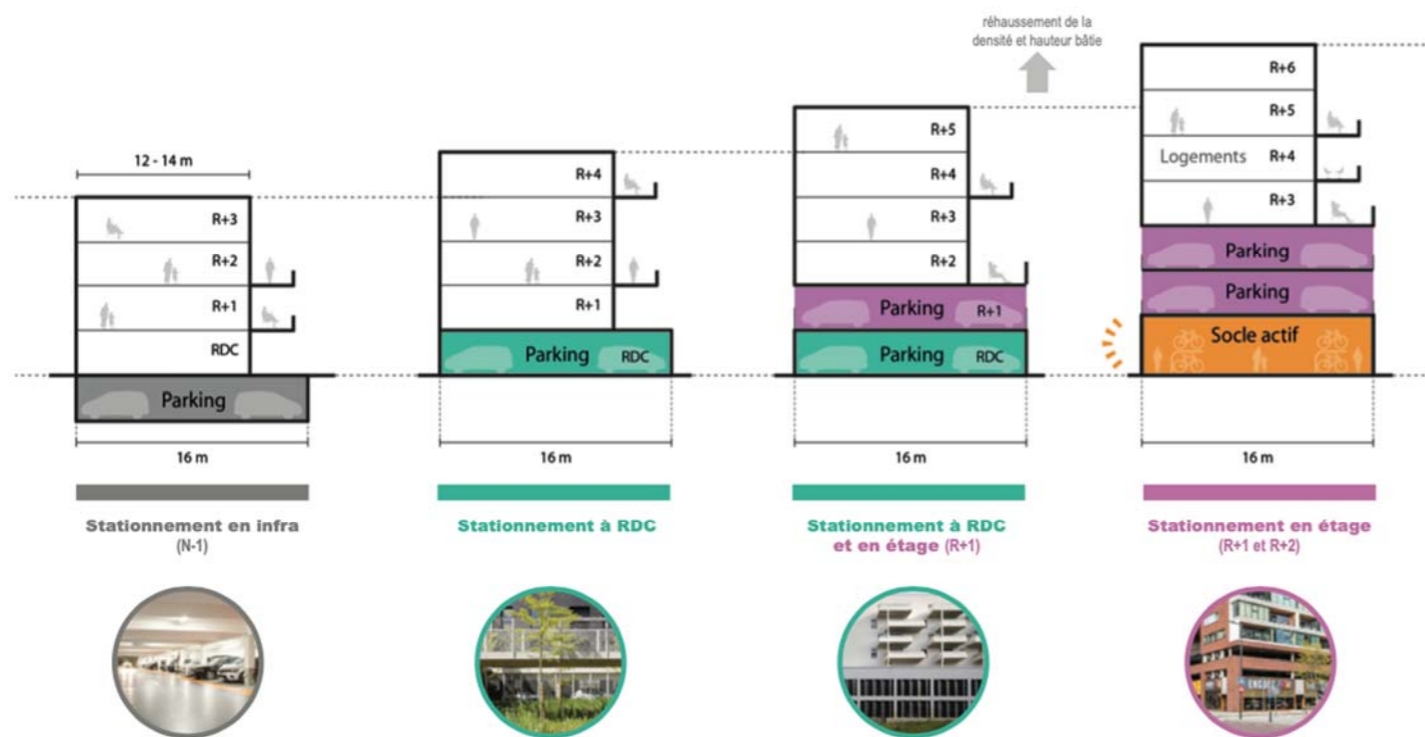 réhaussement de la
densité et hauteur bâtie
12 - 14 m
R+3
R+2
R+1
RDC
Parking
16 m
Stationnement en infra
(N-1)
R+4
R+3
R+2
R+1
Parking RDC
16 m
Stationnement à RDC
R+5
R+4
R+3
R+2
Parking R+1
Parking RDC
16 m
Stationnement à RDC
et en étage (R+1)
R+6
R+5
Logements R+4
R+3
Parking
Parking
Socle actif
16 m
Stationnement en étage
(R+1 et R+2)